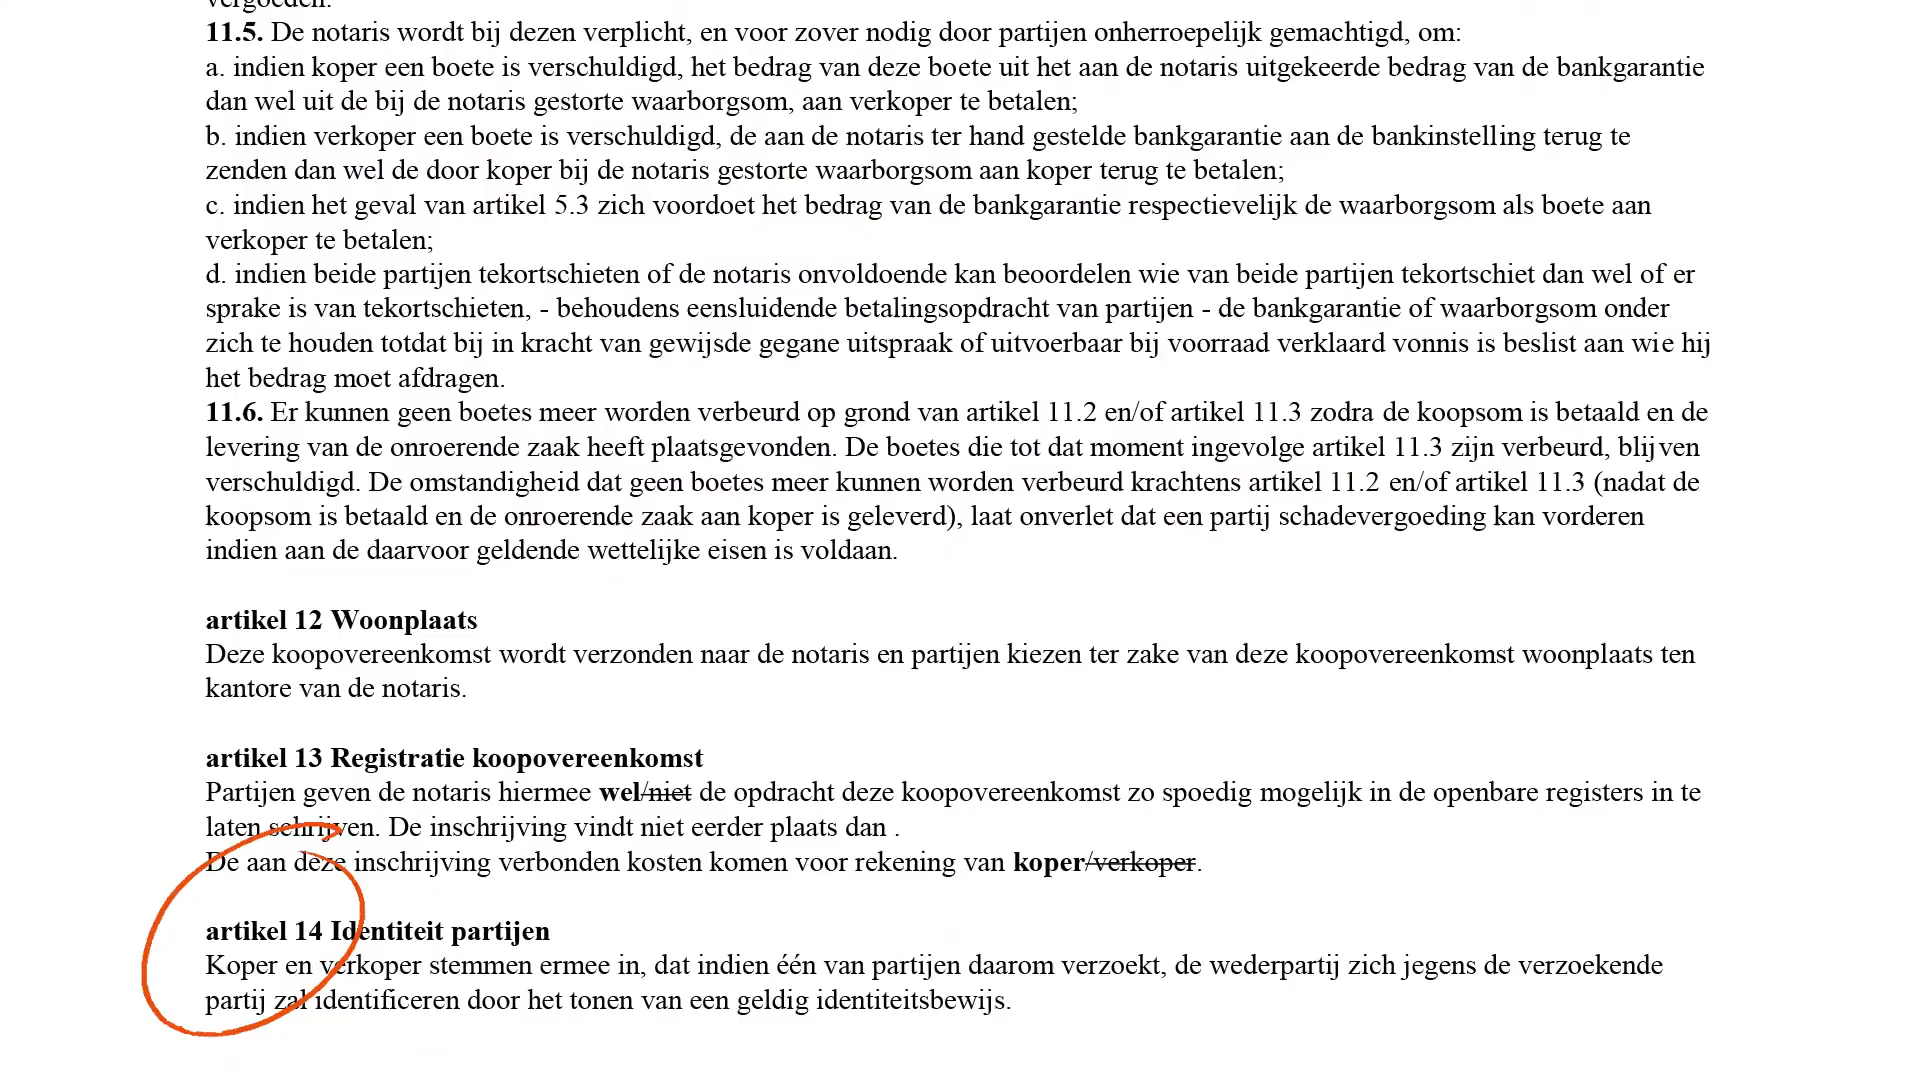 vergoeden.
11.5. De notaris wordt bij dezen verplicht, en voor zover nodig door partijen onherroepelijk gemachtigd, om:
a. indien koper een boete is verschuldigd, het bedrag van deze boete uit het aan de notaris uitgekeerde bedrag van de bankgarantie
dan wel uit de bij de notaris gestorte waarborgsom, aan verkoper te betalen;
b. indien verkoper een boete is verschuldigd, de aan de notaris ter hand gestelde bankgarantie aan de bankinstelling terug te
zenden dan wel de door koper bij de notaris gestorte waarborgsom aan koper terug te betalen;
c. indien het geval van artikel 5.3 zich voordoet het bedrag van de bankgarantie respectievelijk de waarborgsom als boete aan
verkoper te betalen;
d. indien beide partijen tekortschieten of de notaris onvoldoende kan beoordelen wie van beide partijen tekortschiet dan wel of er
sprake is van tekortschieten, - behoudens eensluidende betalingsopdracht van partijen - de bankgarantie of waarborgsom onder
zich te houden totdat bij in kracht van gewijsde gegane uitspraak of uitvoerbaar bij voorraad verklaard vonnis is beslist aan wie hij
het bedrag moet afdragen.
11.6. Er kunnen geen boetes meer worden verbeurd op grond van artikel 11.2 en/of artikel 11.3 zodra de koopsom is betaald en de
levering van de onroerende zaak heeft plaatsgevonden. De boetes die tot dat moment ingevolge artikel 11.3 zijn verbeurd, blijven
verschuldigd. De omstandigheid dat geen boetes meer kunnen worden verbeurd krachtens artikel 11.2 en/of artikel 11.3 (nadat de
koopsom is betaald en de onroerende zaak aan koper is geleverd), laat onverlet dat een partij schadevergoeding kan vorderen
indien aan de daarvoor geldende wettelijke eisen is voldaan.
artikel 12 Woonplaats
Deze koopovereenkomst wordt verzonden naar de notaris en partijen kiezen ter zake van deze koopovereenkomst woonplaats ten
kantore van de notaris.
artikel 13 Registratie koopovereenkomst
Partijen geven de notaris hiermee wel/niet de opdracht deze koopovereenkomst zo spoedig mogelijk in de openbare registers in te
laten schrijven. De inschrijving vindt niet eerder plaats dan .
De aan deze inschrijving verbonden kosten komen voor rekening van koper/verkoper.
artikel 14 Identiteit partijen
Koper en verkoper stemmen ermee in, dat indien één van partijen daarom verzoekt, de wederpartij zich jegens de verzoekende
partij zal identificeren door het tonen van een geldig identiteitsbewijs.